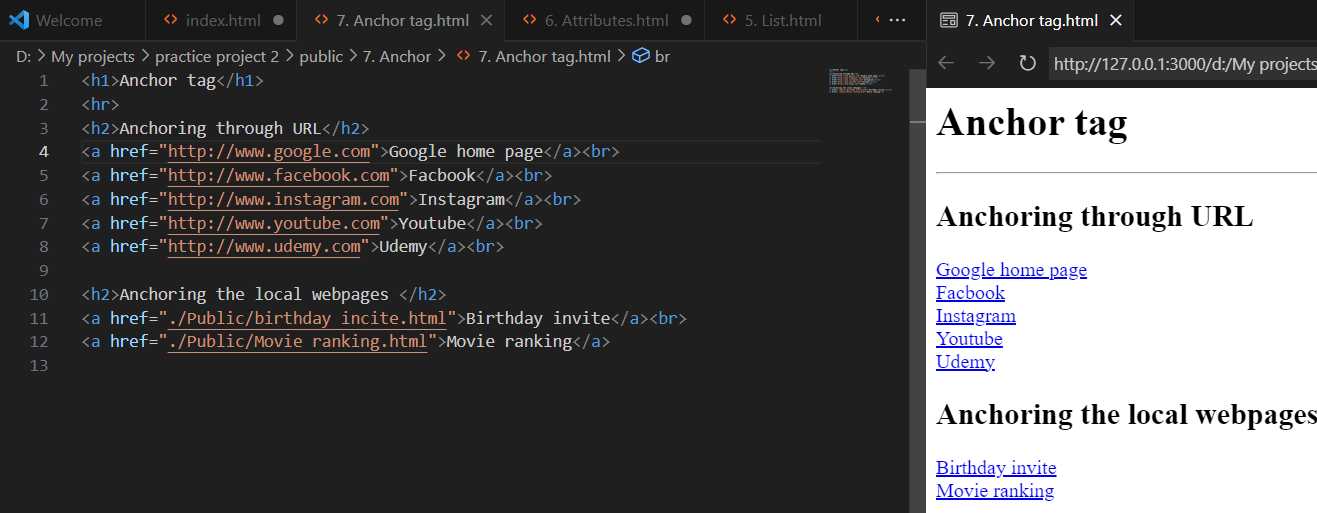 Welcome
index.html
7. Anchor tag.html
6. Attributes.html
5. List.html
7. Anchor tag.html
D: > My projects > practice project 2 > public > 7. Anchor > 7. Anchor tag.html > br
http://127.0.0.1:3000/d:/My projects
1 <h1>Anchor tag</h1>
2 <hr>
3 <h2>Anchoring through URL</h2>
4 <a href="http://www.google.com">Google home page</a><br>
5 <a href="http://www.facebook.com">Facbook</a><br>
6 <a href="http://www.instagram.com">Instagram</a><br>
7 <a href="http://www.youtube.com">Youtube</a><br>
8 <a href="http://www.udemy.com">Udemy</a><br>
9
10 <h2>Anchoring the local webpages </h2>
11 <a href="./Public/birthday incite.html">Birthday invite</a><br>
12 <a href="./Public/Movie ranking.html">Movie ranking</a>
13
Anchor tag
Anchoring through URL
Google home page
Facbook
Instagram
Youtube
Udemy
Anchoring the local webpages
Birthday invite
Movie ranking